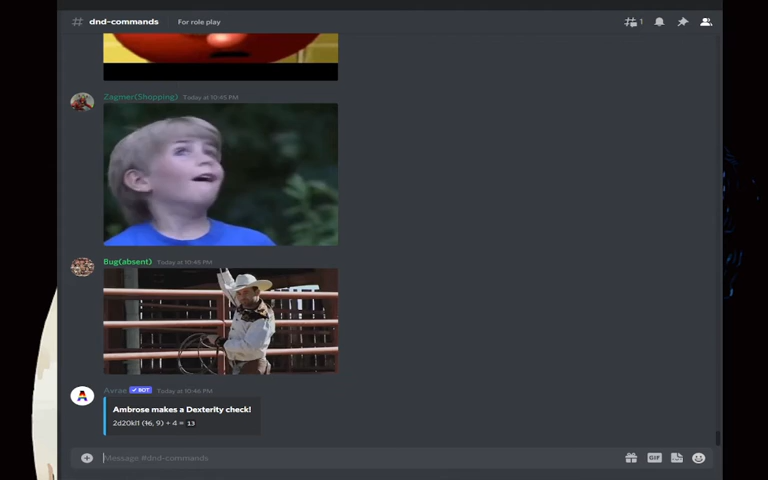 # dnd-commands For role play 1
Zagmer(Shopping) Today at 10:45 PM
Bug(absent) Today at 10:45 PM
Avrae ✓ BOT Today at 10:46 PM
Ambrose makes a Dexterity check!
2d20kl1 (16, 9) + 4 = 13
Message #dnd-commands
GIF